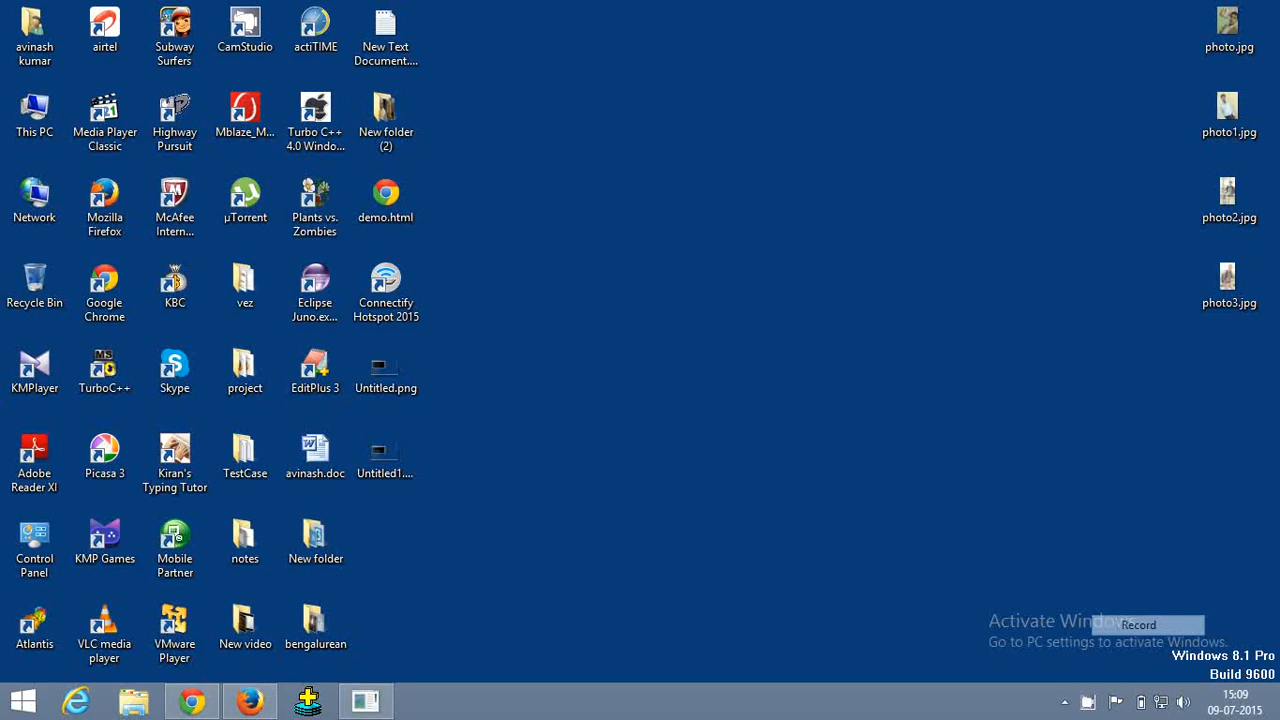 avinash
kumar
airtel
Subway
Surfers
CamStudio
actiTIME
New Text
Document....
photo.jpg
This PC
Media Player
Classic
Highway
Pursuit
Mblaze_M...
Turbo C++
4.0 Windo...
New folder
(2)
photo1.jpg
Network
Mozilla
Firefox
McAfee
Intern...
µTorrent
Plants vs.
Zombies
demo.html
photo2.jpg
Recycle Bin
Google
Chrome
KBC
vez
Eclipse
Juno.ex...
Connectify
Hotspot 2015
photo3.jpg
KMPlayer
MS
TurboC++
Skype
project
EditPlus 3
Untitled.png
Adobe
Reader XI
Picasa 3
Kiran's
Typing Tutor
TestCase
avinash.doc
Untitled1....
Control
Panel
KMP Games
Mobile
Partner
notes
New folder
Atlantis
VLC media
player
VMware
Player
New video
bengalurean
Activate Windows
Record
Go to PC settings to activate Windows.
Windows 8.1 Pro
Build 9600
15:09
09-07-2015